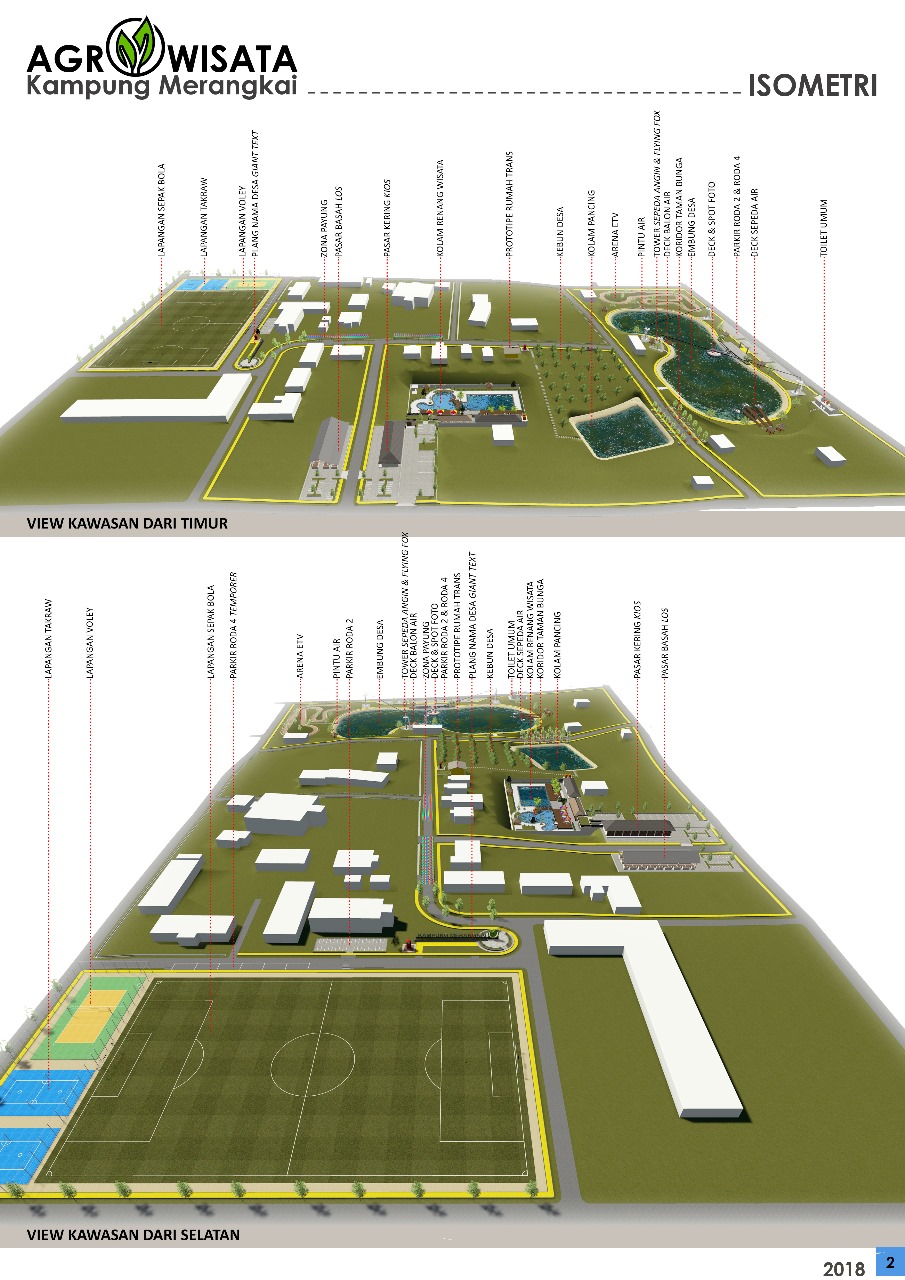 AGROWISATA
Kampung Merangkai
ISOMETRI
LAPANGAN SEPAK BOLA
LAPANGAN TAKRAW
LAPANGAN VOLEY
PLANG NAMA DESA GIANT TEXT
ZONA PAYUNG
PASAR BASAH LOS
PASAR KERING KIOS
KOLAM RENANG WISATA
PROTOTIPE RUMAH TRANS
KEBUN DESA
KOLAM PANCING
ARENA ETV
PINTU AIR
TOWER SEPEDA ANGIN & FLYING FOX
DECK BALON AIR
KORIDOR TAMAN BUNGA
EMBUNG DESA
DECK & SPOT FOTO
PARKIR RODA 2 & RODA 4
DECK SEPEDA AIR
TOILET UMUM
VIEW KAWASAN DARI TIMUR
LAPANGAN TAKRAW
LAPANGAN VOLEY
LAPANGAN SEPAK BOLA
PARKIR RODA 4 TEMPORER
ARENA ETV
PINTU AIR
PARKIR RODA 2
EMBUNG DESA
TOWER SEPEDA ANGIN & FLYING FOX
DECK BALON AIR
ZONA PAYUNG
DECK & SPOT FOTO
PARKIR RODA 2 & RODA 4
PROTOTIPE RUMAH TRANS
PLANG NAMA DESA GIANT TEXT
KEBUN DESA
TOILET UMUM
DECK SEPEDA AIR
KOLAM RENANG WISATA
KORIDOR TAMAN BUNGA
KOLAM PANCING
PASAR KERING KIOS
PASAR BASAH LOS
VIEW KAWASAN DARI SELATAN
2018
2